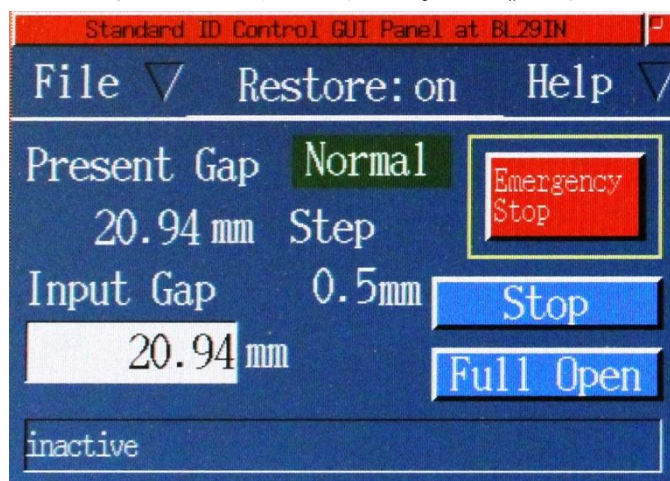 Standard ID Control GUI Panel at BL29IN
File Restore:on Help
Present Gap Normal
20.94 mm Step
Emergency
Stop
Input Gap 0.5mm
Stop
20.94 mm
Full Open
inactive